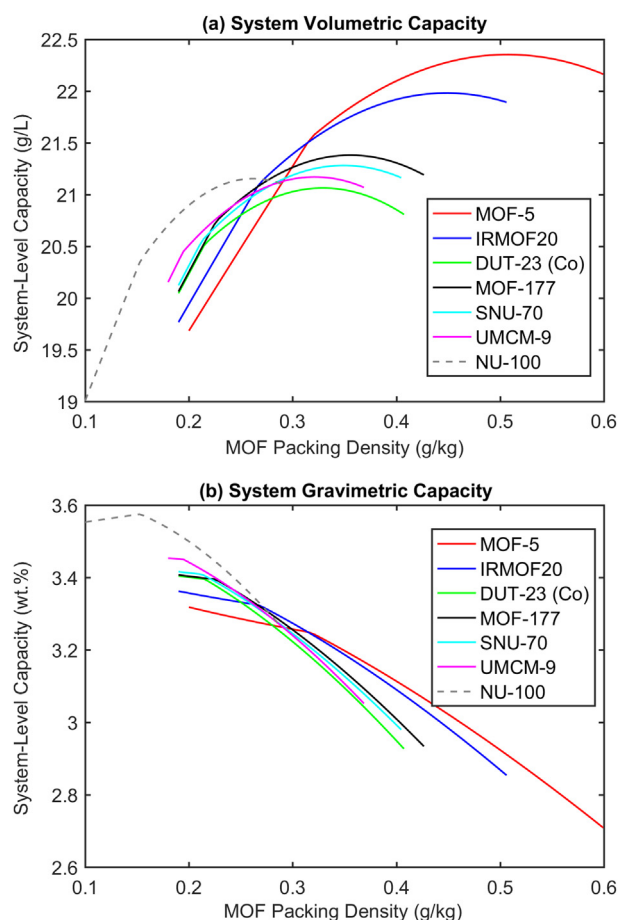 (a) System Volumetric Capacity
System-Level Capacity (g/L)
22.5
22
21.5
21
20.5
20
19.5
19
0.1 0.2 0.3 0.4 0.5 0.6
MOF Packing Density (g/kg)
MOF-5
IRMOF20
DUT-23 (Co)
MOF-177
SNU-70
UMCM-9
NU-100
(b) System Gravimetric Capacity
System-Level Capacity (wt.%)
3.6
3.4
3.2
3
2.8
2.6
0.1 0.2 0.3 0.4 0.5 0.6
MOF Packing Density (g/kg)
MOF-5
IRMOF20
DUT-23 (Co)
MOF-177
SNU-70
UMCM-9
NU-100